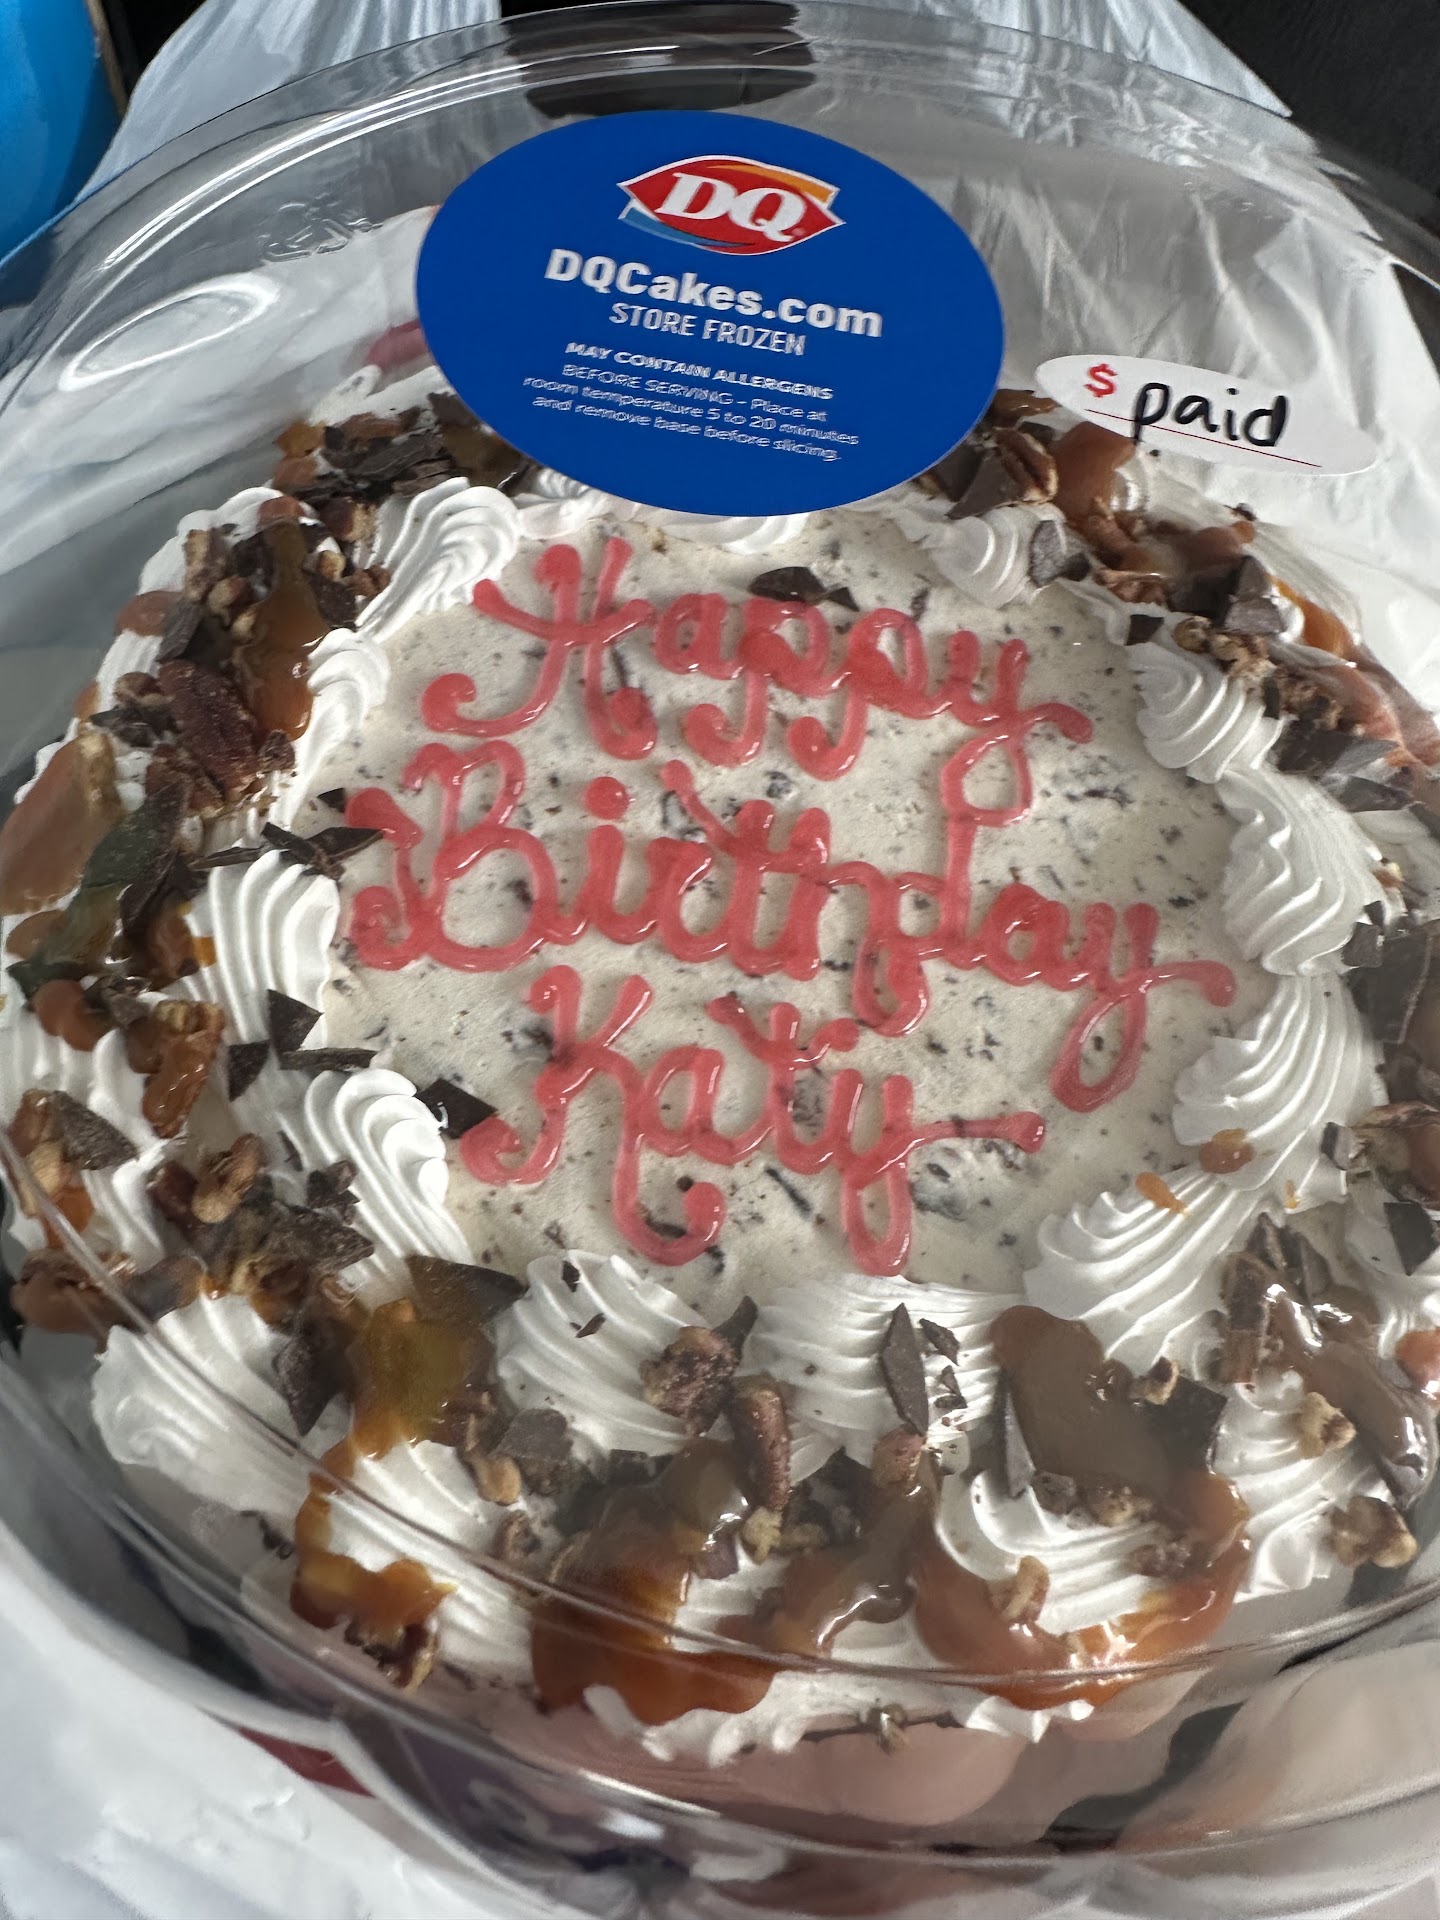 DQ
DQCakes.com
STORE FROZEN
MAY CONTAIN ALLERGENS
BEFORE SERVING - Place at
room temperature 5 to 20 minutes
and remove base before slicing.
$ paid
Happy
Birthday
Katy